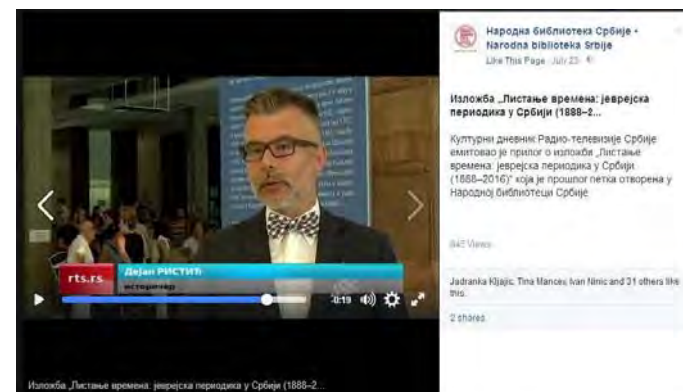 rts.rs
Дејан РИСТИЋ
историчар
-0:19
Изложба „Листање времена: јеврејска периодика у Србији (1888–2...
Народна библиотека Србије -
Narodna biblioteka Srbije
Like This Page · July 23 ·
Изложба „Листање времена: јеврејска
периодика у Србији (1888–2...
Културни дневник Радио-телевизије Србије
емитовао је прилог о изложби „Листање
времена: јеврејска периодика у Србији
(1888–2016)“ која је прошлог петка отворена у
Народној библиотеци Србије
Views
Jadranka Kljajic, Tina Mances, Ivan Ninic and 31 others like
this.
2 shares